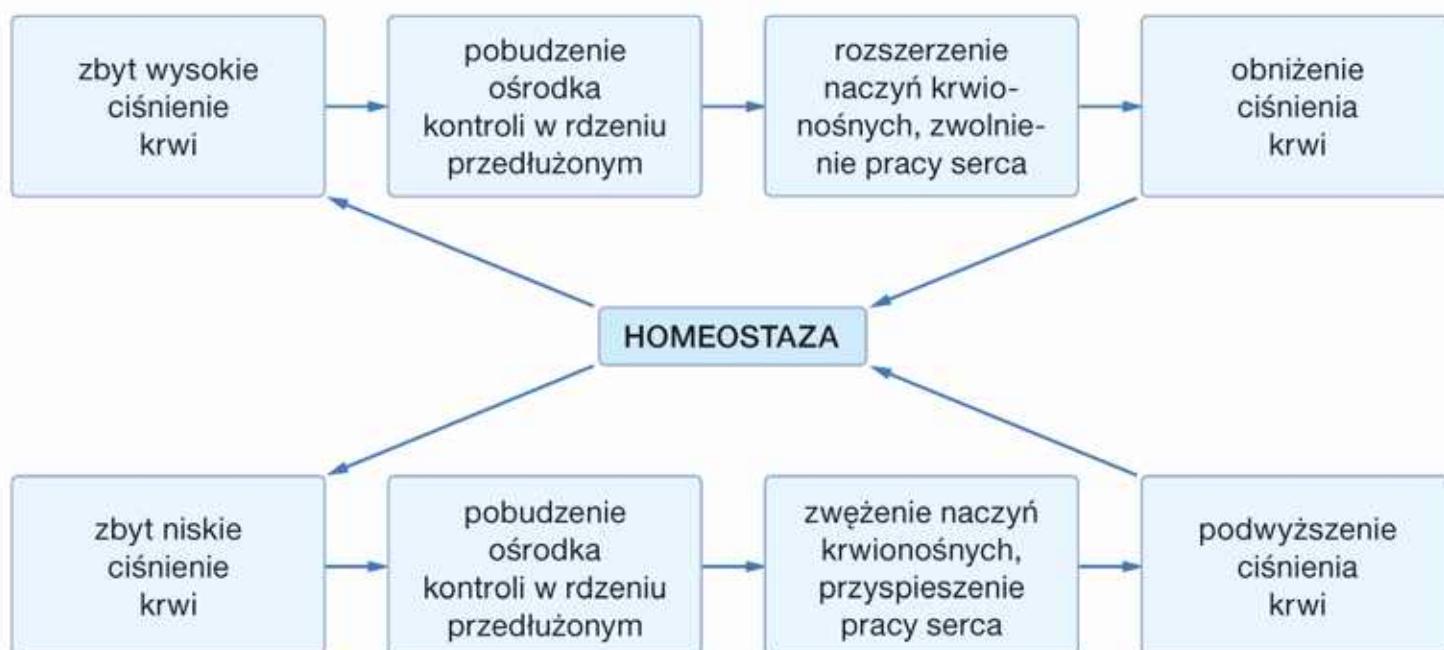 zbyt wysokie
ciśnienie
krwi
pobudzenie
ośrodka
kontroli w rdzeniu
przedłużonym
rozszerzenie
naczyń krwio-
nośnych, zwolnie-
nie pracy serca
obniżenie
ciśnienia
krwi
HOMEOSTAZA
zbyt niskie
ciśnienie
krwi
pobudzenie
ośrodka
kontroli w rdzeniu
przedłużonym
zwężenie naczyń
krwionośnych,
przyspieszenie
pracy serca
podwyższenie
ciśnienia
krwi